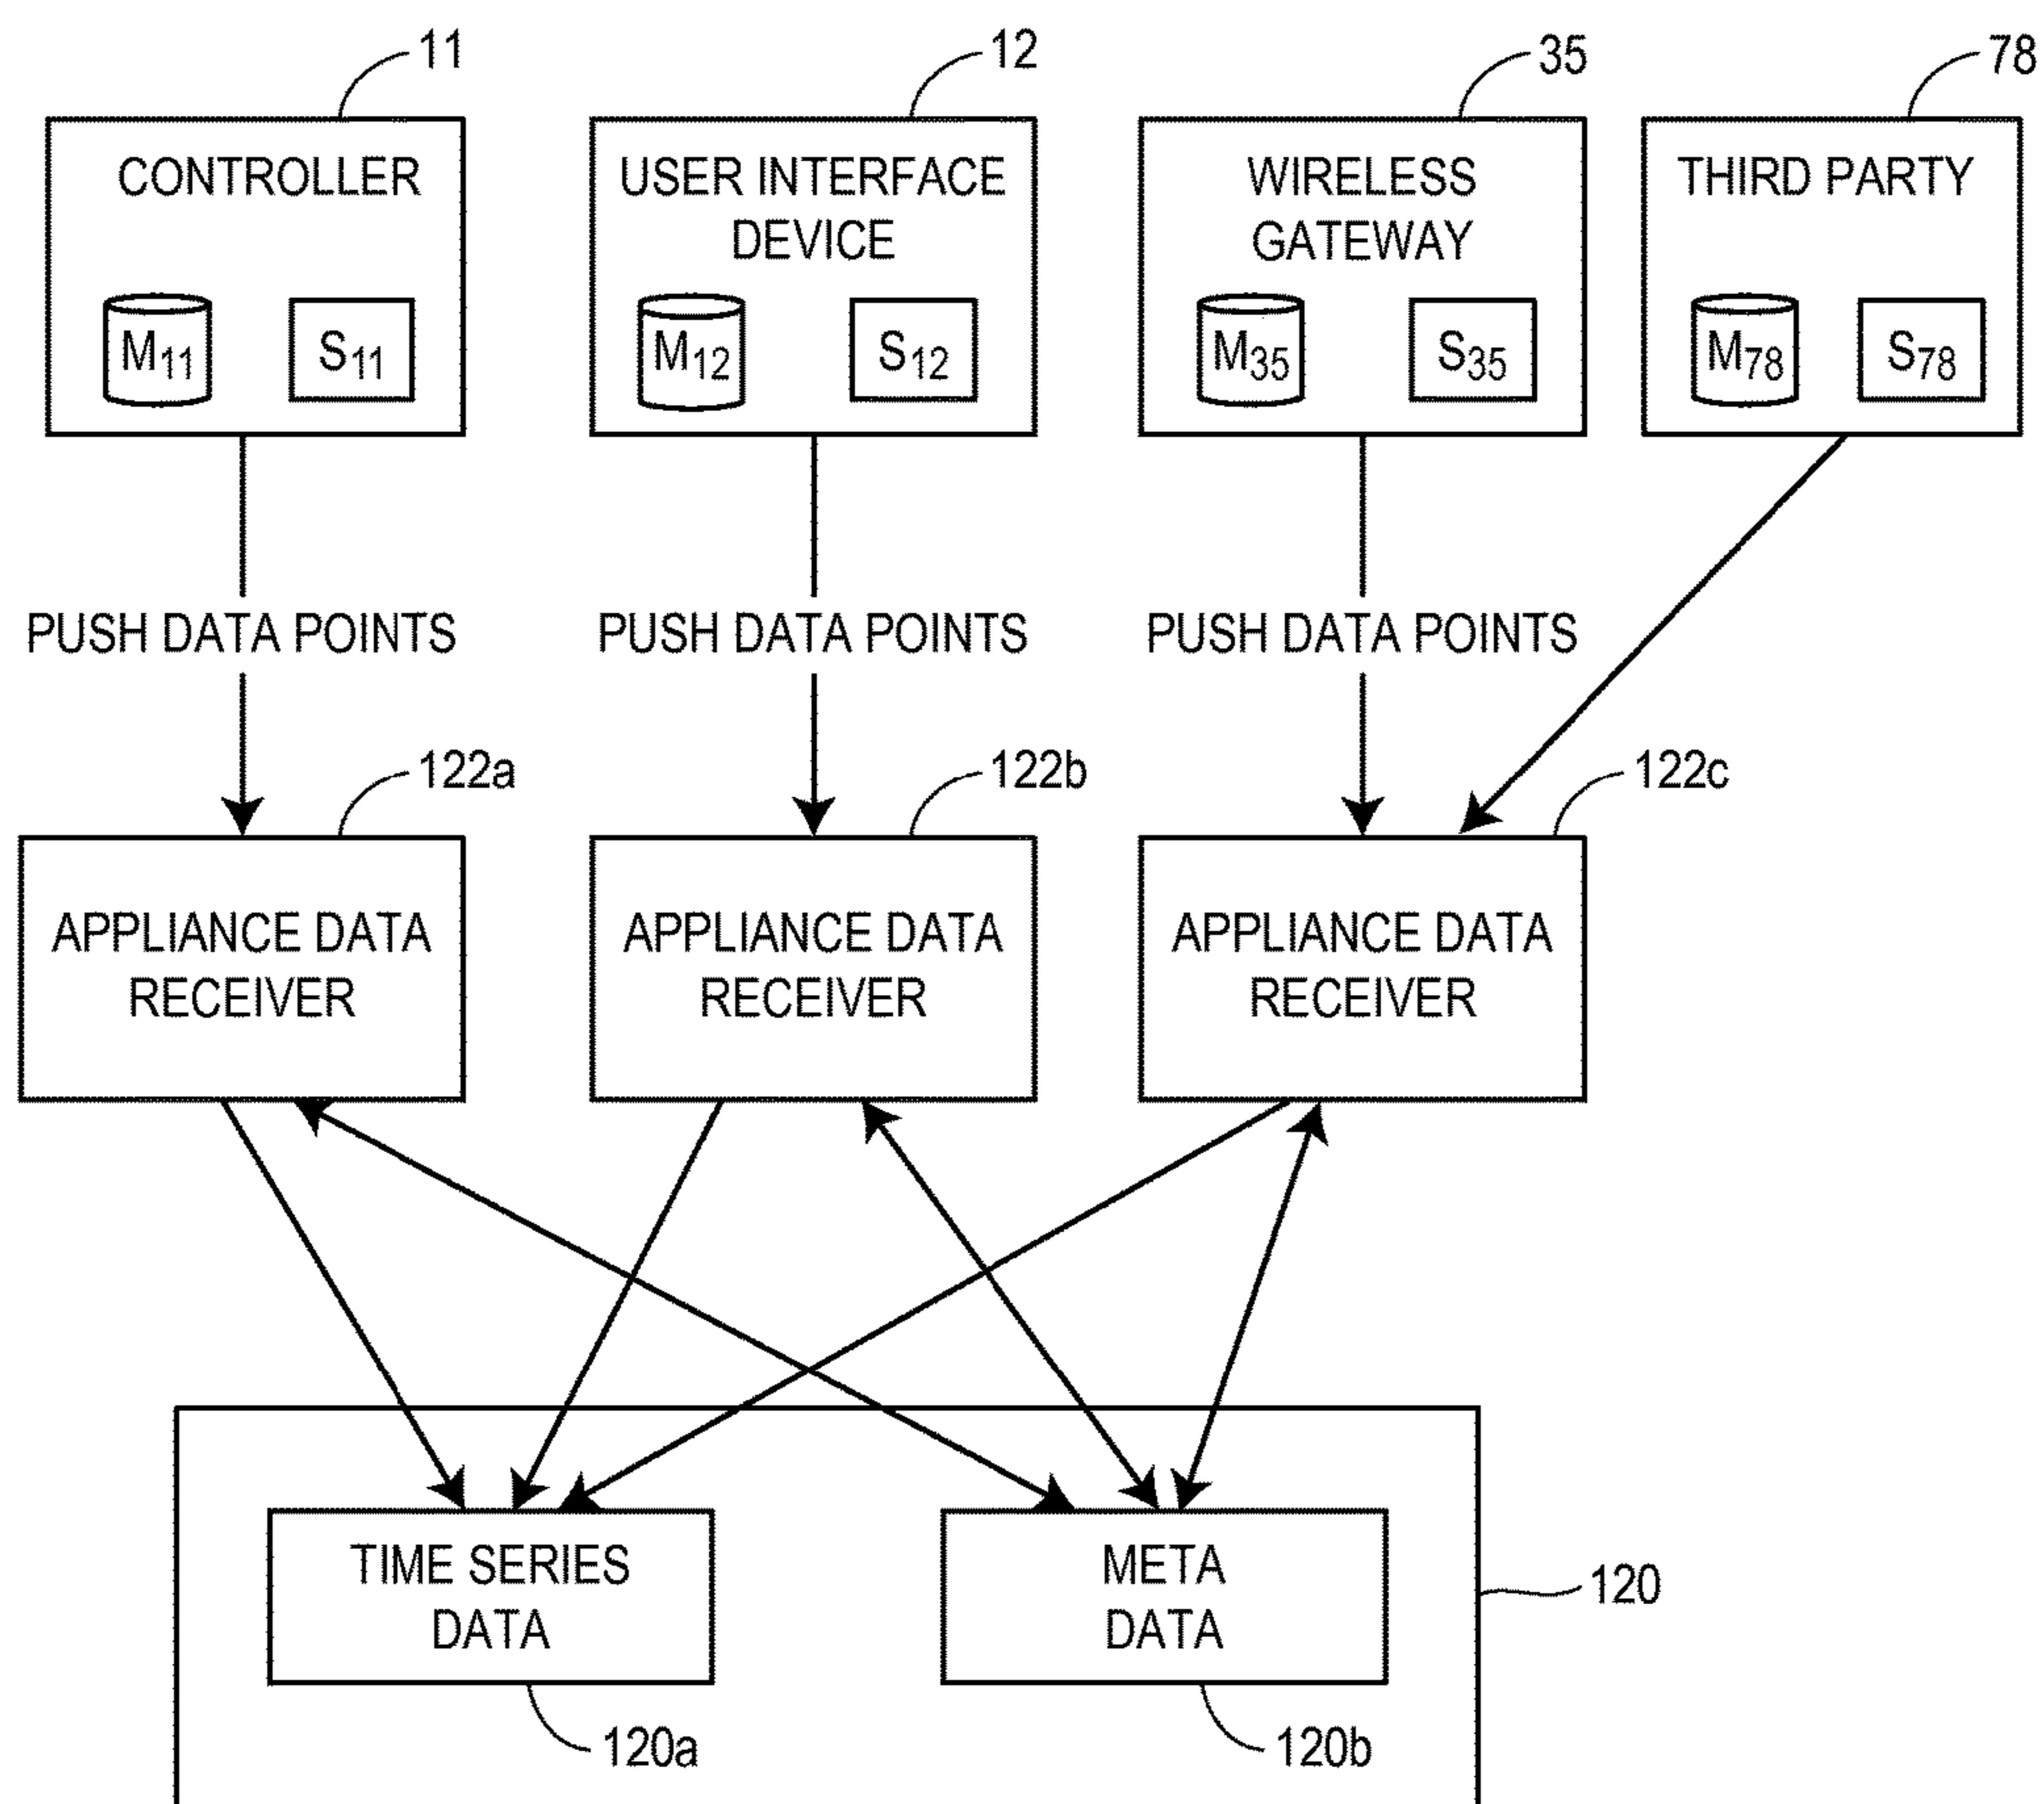 11
12
35
78
CONTROLLER
USER INTERFACE
DEVICE
WIRELESS
GATEWAY
THIRD PARTY
M11
S11
M12
S12
M35
S35
M78
S78
PUSH DATA POINTS
PUSH DATA POINTS
PUSH DATA POINTS
122a
122b
122c
APPLIANCE DATA
RECEIVER
APPLIANCE DATA
RECEIVER
APPLIANCE DATA
RECEIVER
TIME SERIES
DATA
META
DATA
120
120a
120b